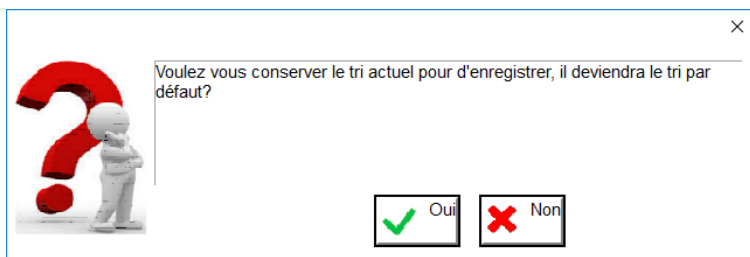 Voulez vous conserver le tri actuel pour d'enregistrer, il deviendra le tri par
défaut?
Oui
Non